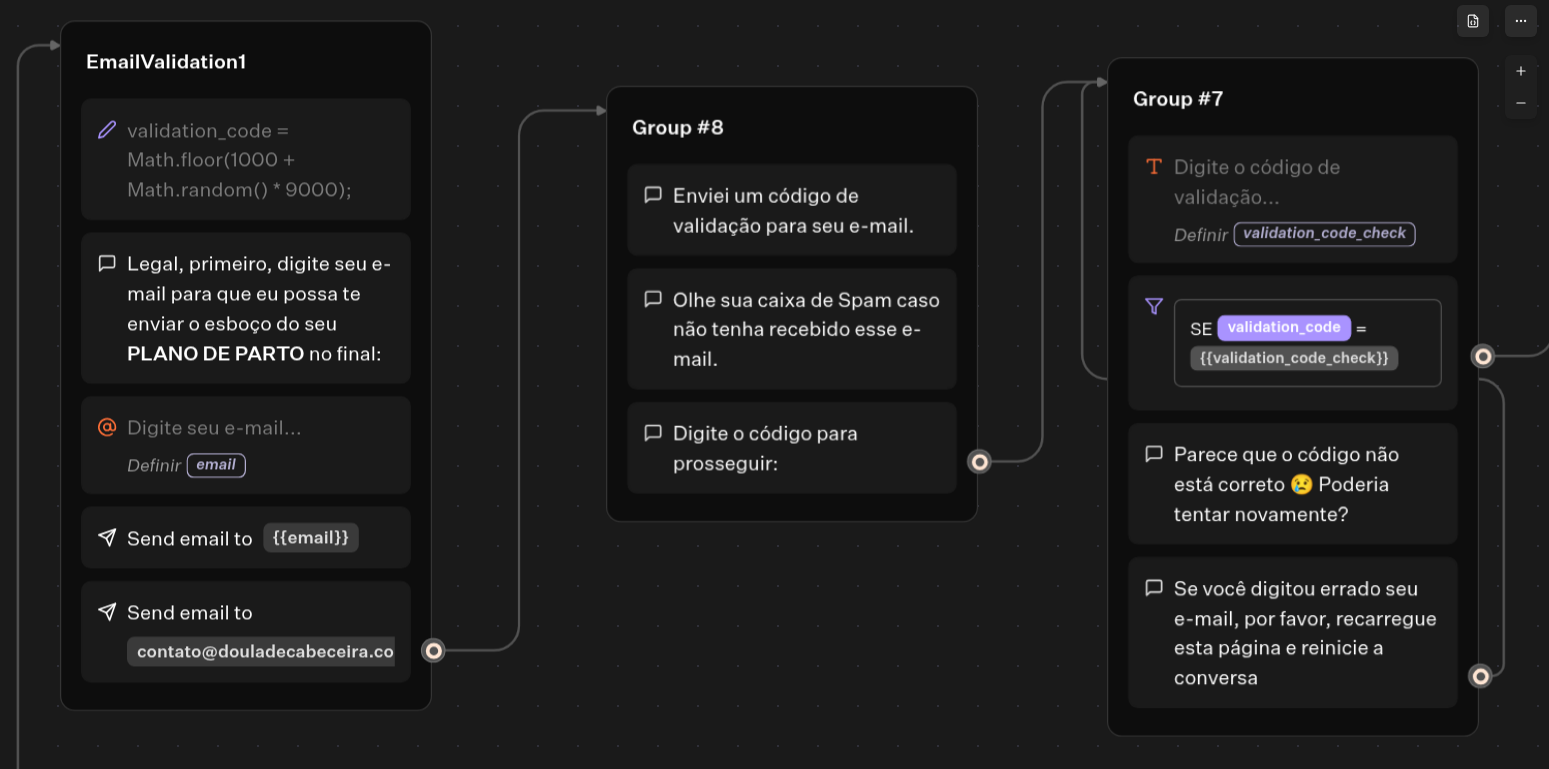 EmailValidation1
validation_code =
Math.floor(1000 +
Math.random() * 9000);
Legal, primeiro, digite seu e-
mail para que eu possa te
enviar o esboço do seu
PLANO DE PARTO no final:
Digite seu e-mail...
Definir email
Send email to {{email}}
Send email to
contato@douladecabeceira.co
Group #8
Enviei um código de
validação para seu e-mail.
Olhe sua caixa de Spam caso
não tenha recebido esse e-
mail.
Digite o código para
prosseguir:
Group #7
Digite o código de
validação...
Definir validation_code_check
SE validation_code =
{{validation_code_check}}
Parece que o código não
está correto 😢 Poderia
tentar novamente?
Se você digitou errado seu
e-mail, por favor, recarregue
esta página e reinicie a
conversa